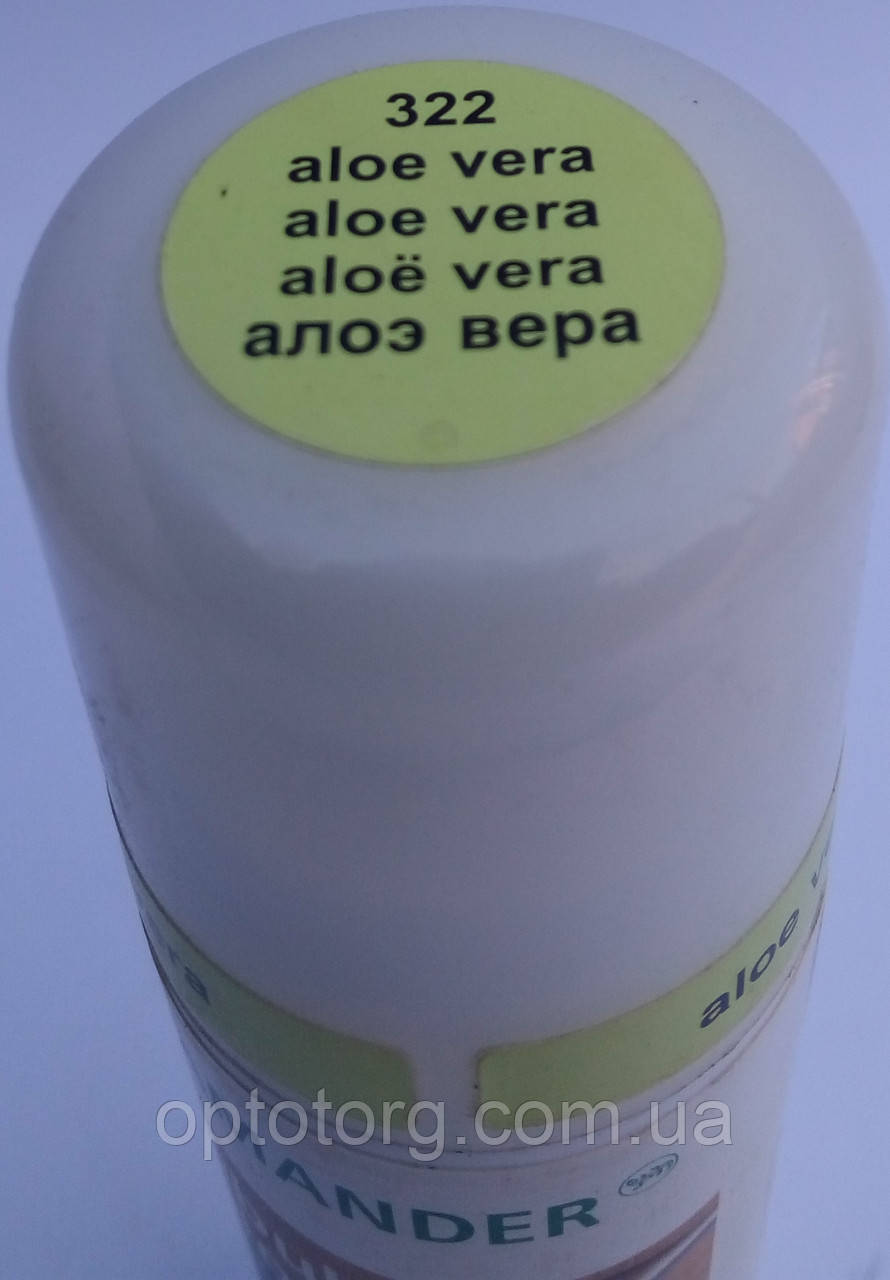 322
aloe vera
aloe vera
aloë vera
алоэ вера
aloe
optotorg.com.ua